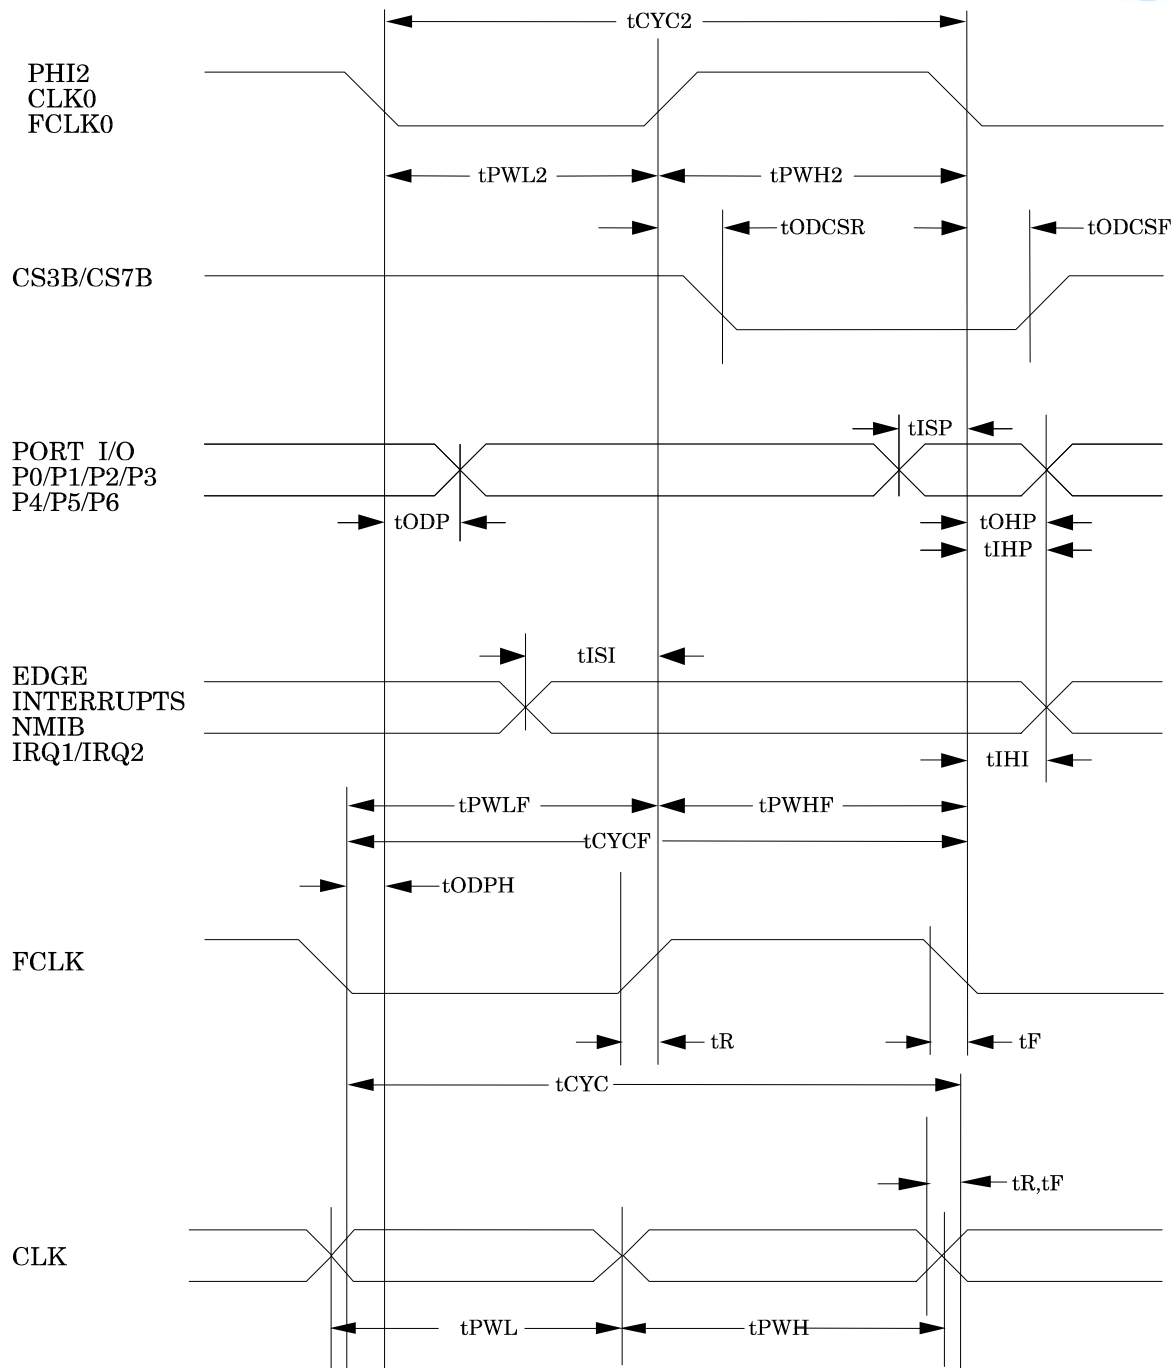 tCYC2
PHI2
CLK0
FCLK0
tPWL2
tPWH2
tODCSR
tODCSF
CS3B/CS7B
tISP
PORT I/O
P0/P1/P2/P3
P4/P5/P6
tODP
tOHP
tIHP
tISI
EDGE
INTERRUPTS
NMIB
IRQ1/IRQ2
tIHI
tPWLF
tPWHF
tCYCF
tODPH
FCLK
tR
tF
tCYC
tR,tF
CLK
tPWL
tPWH